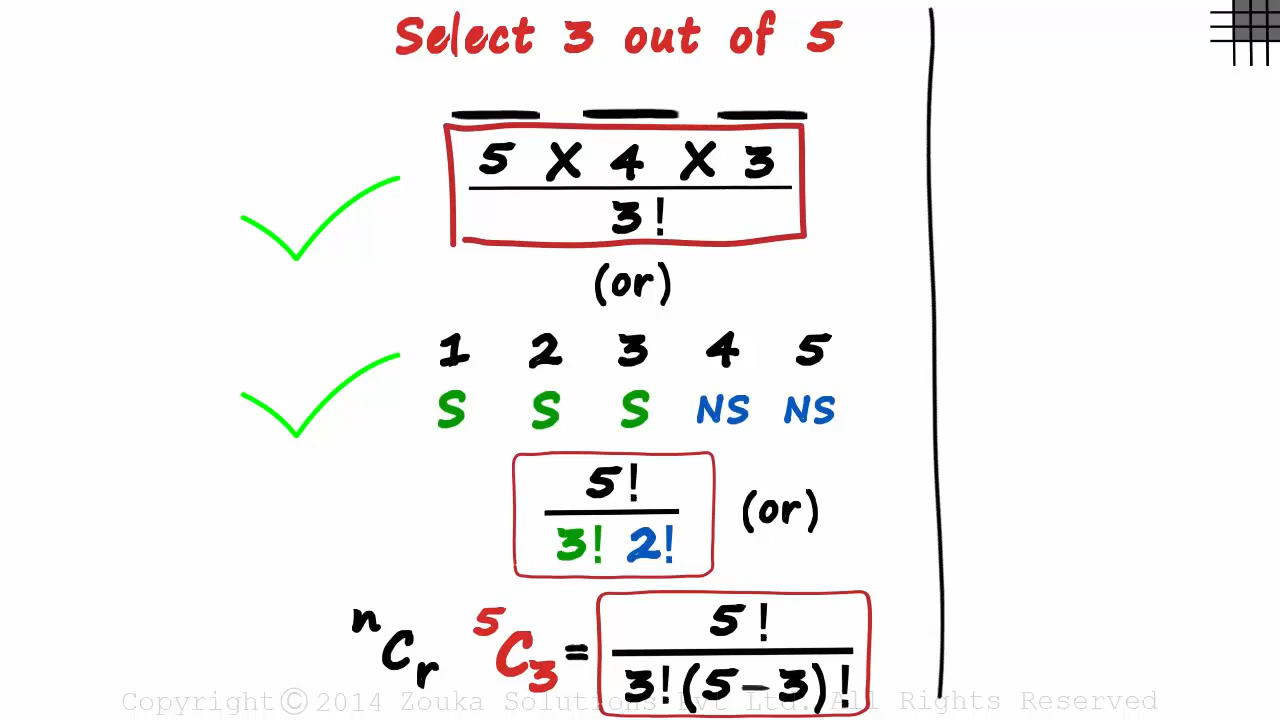 Select 3 out of 5
5 X 4 X 3
3!
(or)
1 2 3 4 5
S S S NS NS
5!
3! 2!
(or)
nCr 5C3 = 5!
3!(5-3)!
Copyright© 2014 Zouka Solutions Pvt Ltd. All Rights Reserved